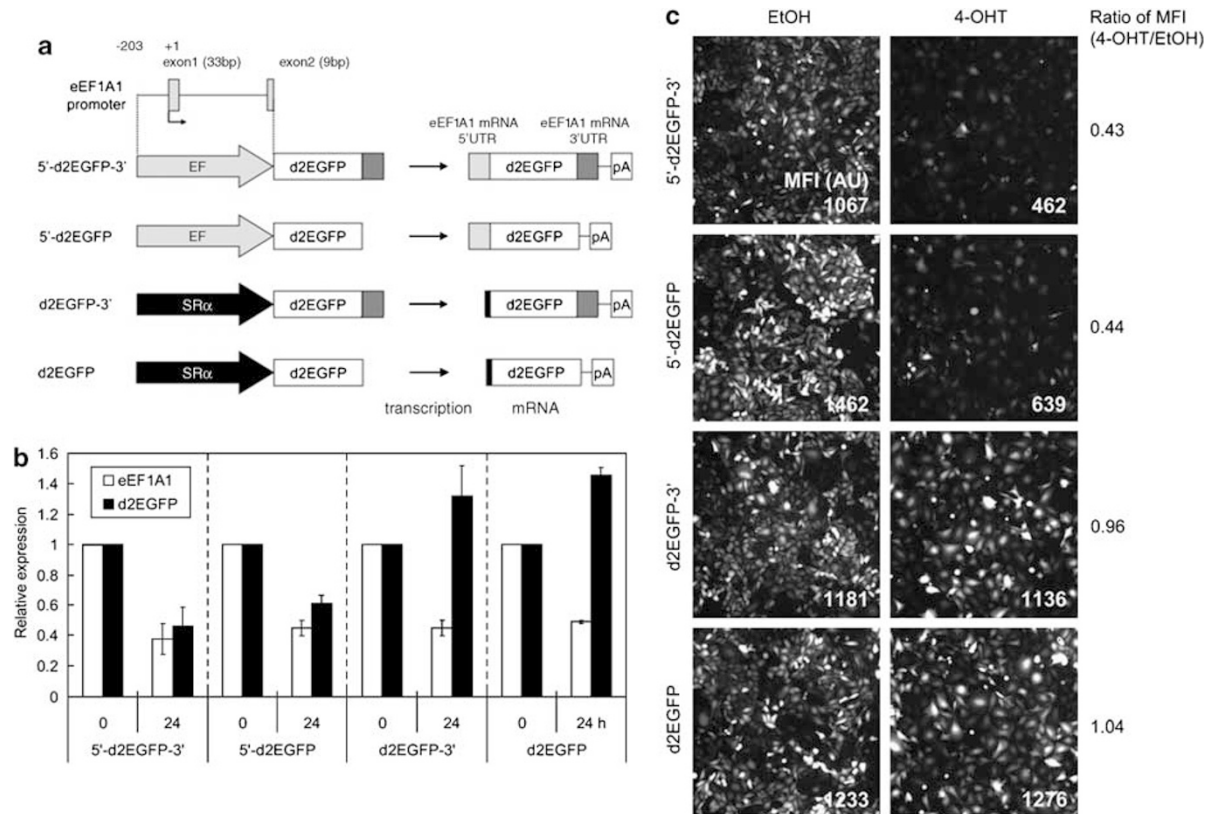 a
-203
+1
exon1 (33bp)
exon2 (9bp)
eEF1A1
promoter
eEF1A1 mRNA
5'UTR
eEF1A1 mRNA
3'UTR
5'-d2EGFP-3'
EF
d2EGFP
d2EGFP
pA
5'-d2EGFP
EF
d2EGFP
d2EGFP
pA
d2EGFP-3'
SRα
d2EGFP
d2EGFP
pA
d2EGFP
SRα
d2EGFP
d2EGFP
pA
transcription
mRNA
b
Relative expression
1.6
1.4
1.2
1
0.8
0.6
0.4
0.2
0
eEF1A1
d2EGFP
0 24 0 24 0 24 0 24 h
5'-d2EGFP-3' 5'-d2EGFP d2EGFP-3' d2EGFP
c
EtOH
4-OHT
Ratio of MFI
(4-OHT/EtOH)
5'-d2EGFP-3'
MFI (AU)
1067
462
0.43
5'-d2EGFP
1462
639
0.44
d2EGFP-3'
1181
1136
0.96
d2EGFP
1233
1276
1.04